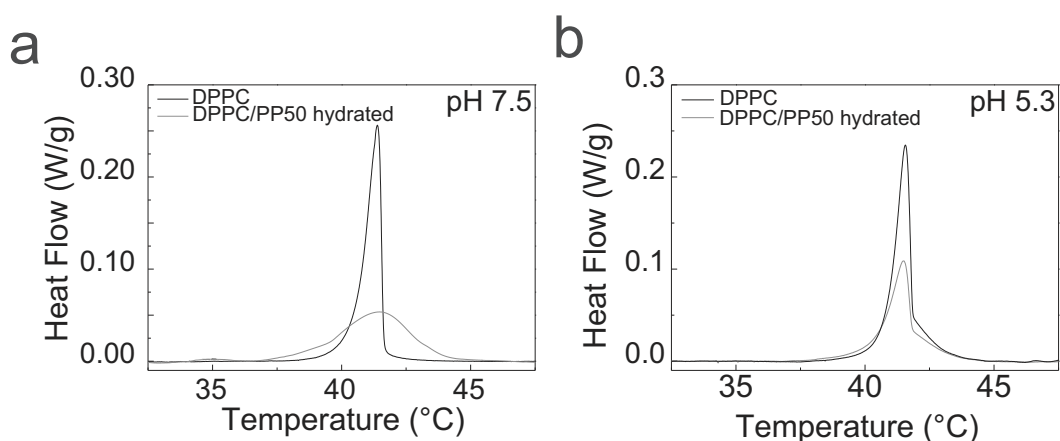 a
0.30
DPPC
DPPC/PP50 hydrated
pH 7.5
0.20
0.10
0.00
Heat Flow (W/g)
35
40
45
Temperature (°C)
b
0.3
DPPC
DPPC/PP50 hydrated
pH 5.3
0.2
0.1
0.0
Heat Flow (W/g)
35
40
45
Temperature (°C)